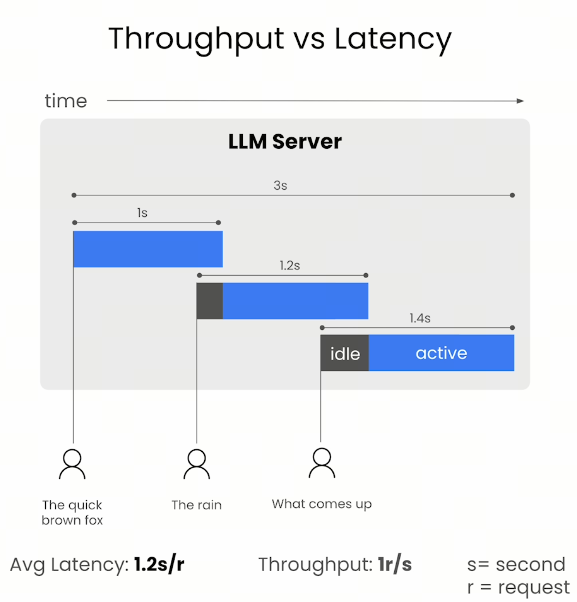 Throughput vs Latency
time
LLM Server
3s
1s
1.2s
1.4s
idle
active
The quick
brown fox
The rain
What comes up
Avg Latency: 1.2s/r
Throughput: 1r/s
s= second
r = request